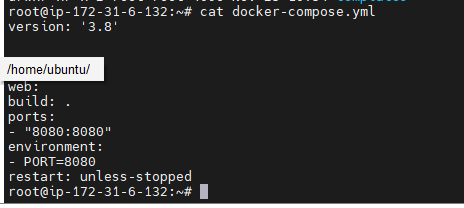 root@ip-172-31-6-132:~# cat docker-compose.yml
version: '3.8'
/home/ubuntu/
web:
build: .
ports:
- "8080:8080"
environment:
- PORT=8080
restart: unless-stopped
root@ip-172-31-6-132:~#